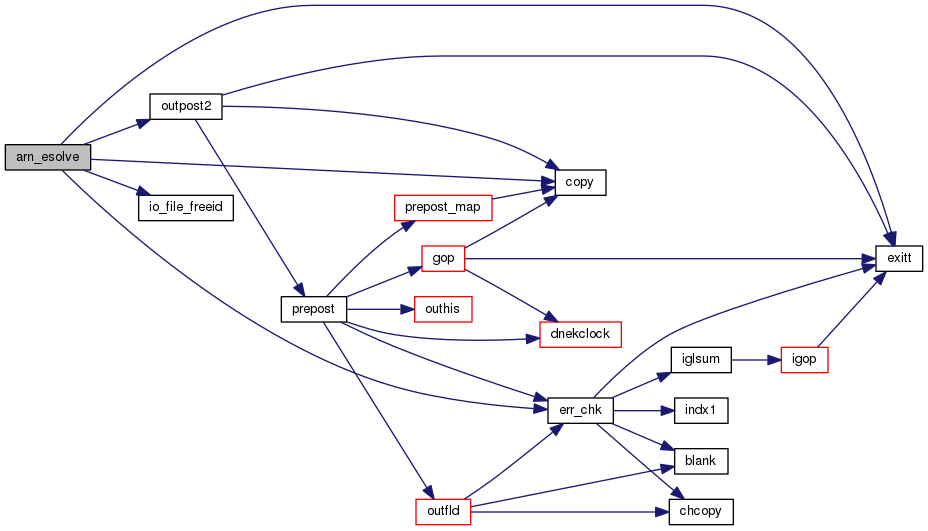 arn_esolve
outpost2
io_file_freeid
prepost
prepost_map
gop
outhis
dnekclock
outfld
copy
err_chk
iglsum
indx1
blank
chcopy
igop
exitt